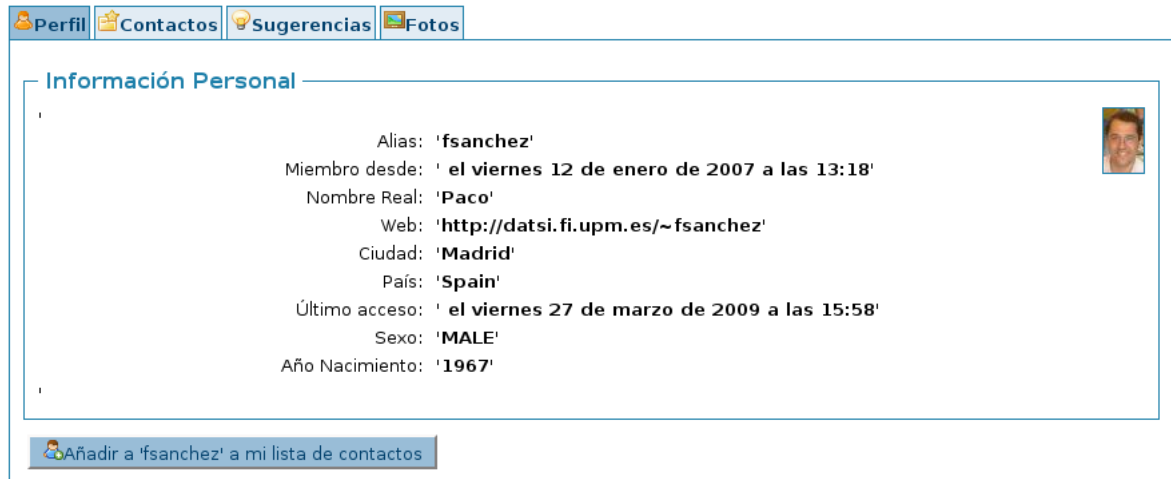 Perfil Contactos Sugerencias Fotos
Información Personal
'
Alias: 'fsanchez'
Miembro desde: ' el viernes 12 de enero de 2007 a las 13:18'
Nombre Real: 'Paco'
Web: 'http://datsi.fi.upm.es/~fsanchez'
Ciudad: 'Madrid'
País: 'Spain'
Último acceso: ' el viernes 27 de marzo de 2009 a las 15:58'
Sexo: 'MALE'
Año Nacimiento: '1967'
'
Añadir a 'fsanchez' a mi lista de contactos